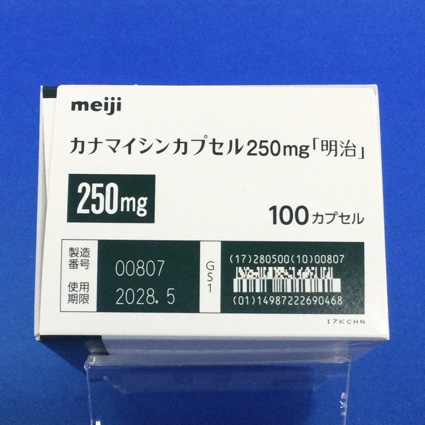 meiji
カナマイシンカプセル250mg「明治」
250mg
100カプセル
製造
番号
00807
使用
期限
2028.5
GS1
(17)280500(10)00807
(01)14987222690468
17KCHN